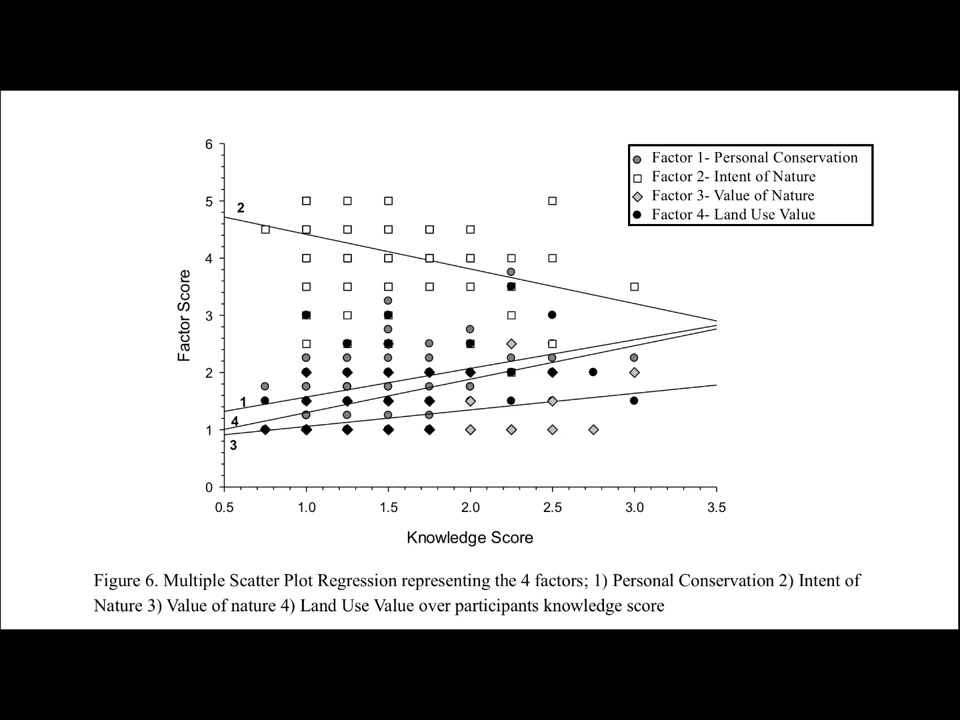 6
5
4
3
2
1
0
Factor Score
0.5 1.0 1.5 2.0 2.5 3.0 3.5
Knowledge Score
2
1
4
3
Factor 1- Personal Conservation
Factor 2- Intent of Nature
Factor 3- Value of Nature
Factor 4- Land Use Value
Figure 6. Multiple Scatter Plot Regression representing the 4 factors; 1) Personal Conservation 2) Intent of
Nature 3) Value of nature 4) Land Use Value over participants knowledge score